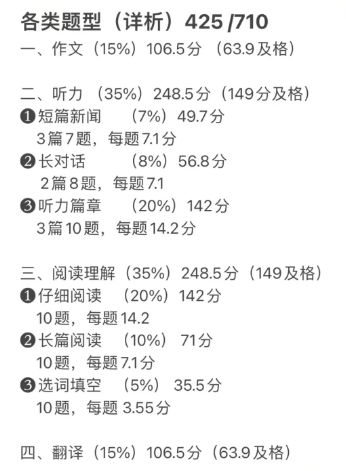 各类题型（详析）425/710
一、作文（15%）106.5分 （63.9及格）
二、听力 （35%）248.5分（149分及格）
❶短篇新闻 （7%）49.7分
3篇7题，每题7.1分
❷长对话 （8%）56.8分
2篇8题，每题7.1
❸听力篇章 （20%）142分
3篇10题，每题14.2分
三、阅读理解（35%）248.5分（149及格）
❶仔细阅读 （20%）142分
10题，每题14.2
❷长篇阅读 （10%） 71分
10题，每题7.1分
❸选词填空 （5%） 35.5分
10题，每题 3.55分
四、翻译（15%）106.5分（63.9及格）